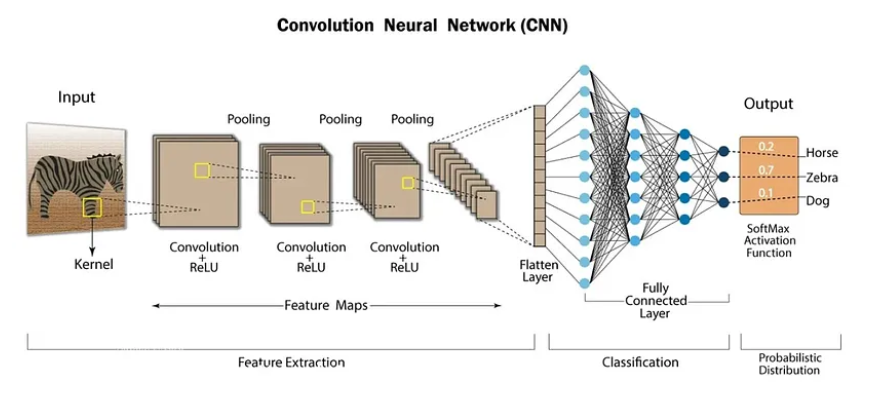 Convolution Neural Network (CNN)
Input
Output
Pooling
Pooling
Pooling
Kernel
Convolution
+
ReLU
Convolution
+
ReLU
Convolution
+
ReLU
Flatten
Layer
Fully
Connected
Layer
0.2
0.7
0.1
Horse
Zebra
Dog
SoftMax
Activation
Function
Feature Maps
Feature Extraction
Classification
Probabilistic
Distribution